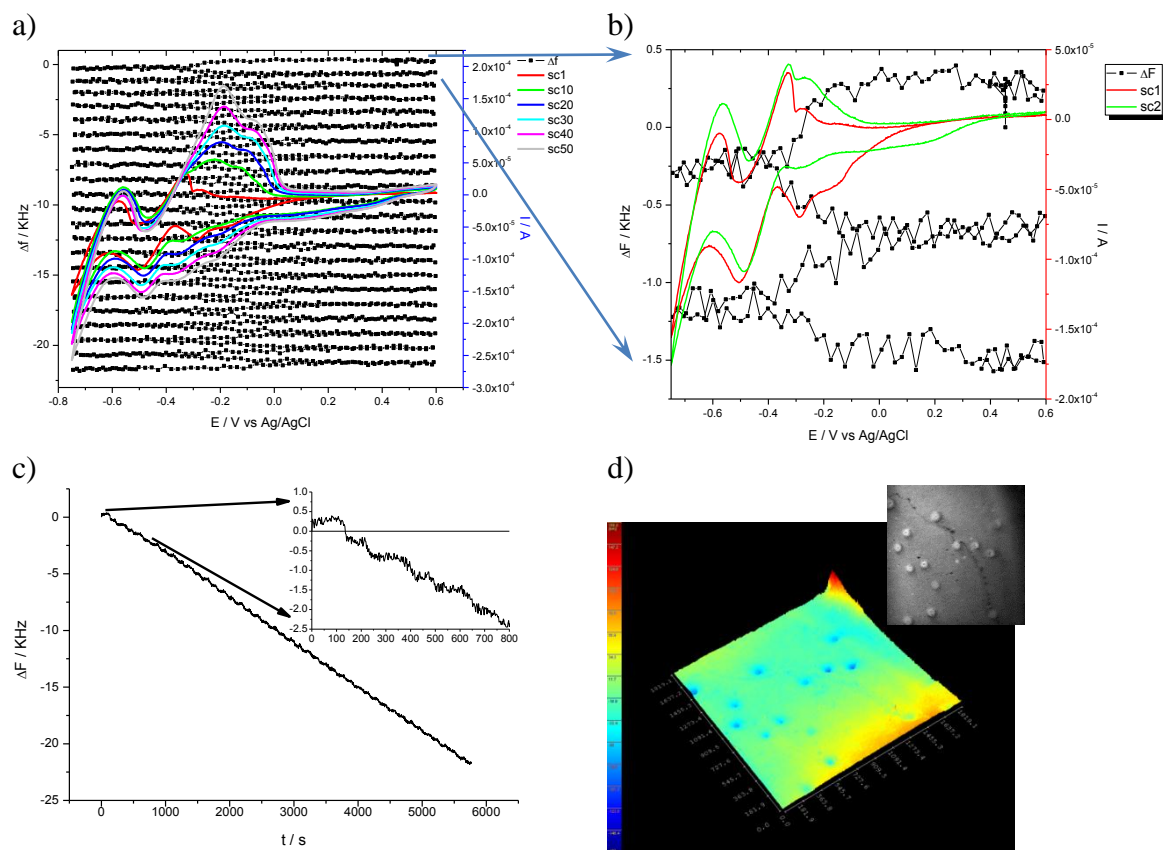 a)
0
-5
-10
-15
-20
Δf / KHz
-0.8 -0.6 -0.4 -0.2 0.0 0.2 0.4 0.6
E / V vs Ag/AgCl
2.0x10⁻⁴
1.5x10⁻⁴
1.0x10⁻⁴
5.0x10⁻⁵
0.0
-5.0x10⁻⁵
-1.0x10⁻⁴
-1.5x10⁻⁴
-2.0x10⁻⁴
-2.5x10⁻⁴
-3.0x10⁻⁴
I / A
Δf
sc1
sc10
sc20
sc30
sc40
sc50
b)
0.5
0.0
-0.5
-1.0
-1.5
ΔF / KHz
-0.6 -0.4 -0.2 0.0 0.2 0.4 0.6
E / V vs Ag/AgCl
5.0x10⁻⁵
0.0
-5.0x10⁻⁵
-1.0x10⁻⁴
-1.5x10⁻⁴
-2.0x10⁻⁴
I / A
ΔF
sc1
sc2
c)
0
-5
-10
-15
-20
-25
ΔF / KHz
0 1000 2000 3000 4000 5000 6000
t / s
1.0
0.5
0.0
-0.5
-1.0
-1.5
-2.0
-2.5
0 100 200 300 400 500 600 700 800
d)